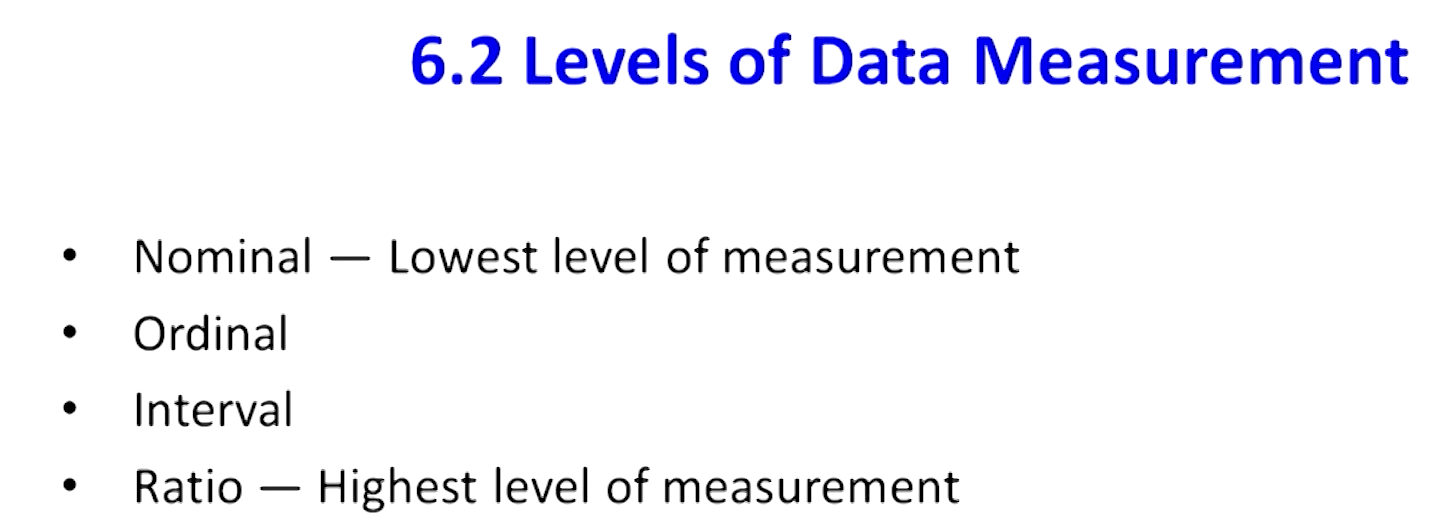 6.2 Levels of Data Measurement
• Nominal — Lowest level of measurement
• Ordinal
• Interval
• Ratio — Highest level of measurement